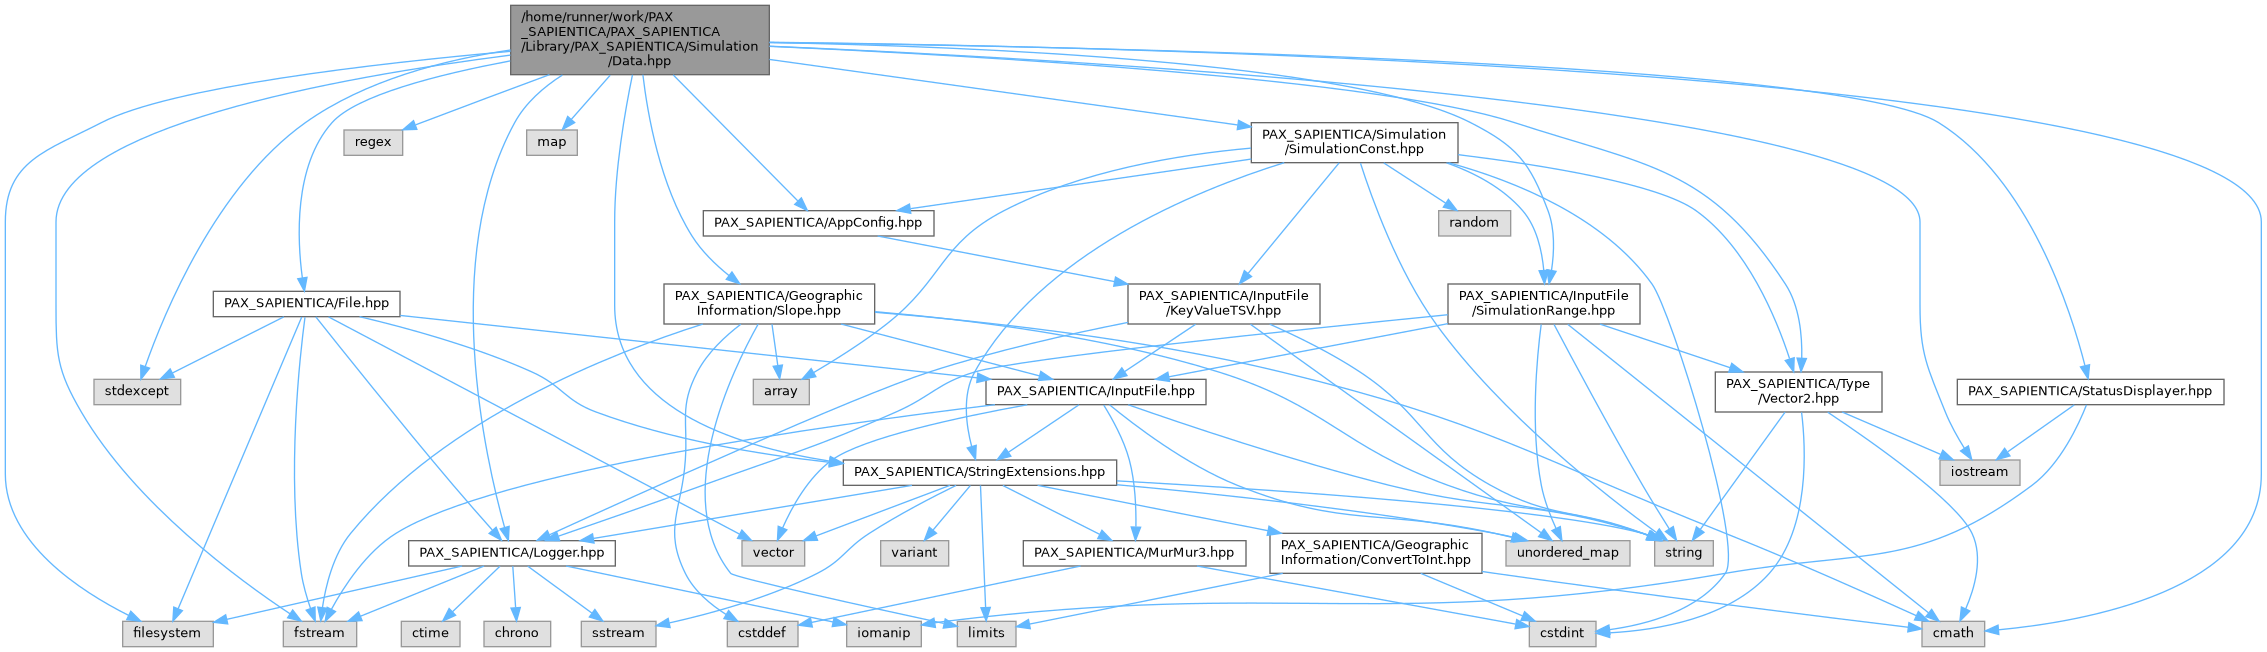 /home/runner/work/PAX
_SAPIENTICA/PAX_SAPIENTICA
/Library/PAX_SAPIENTICA/Simulation
/Data.hpp
regex
map
PAX_SAPIENTICA/Simulation
/SimulationConst.hpp
PAX_SAPIENTICA/AppConfig.hpp
random
PAX_SAPIENTICA/File.hpp
PAX_SAPIENTICA/Geographic
Information/Slope.hpp
PAX_SAPIENTICA/InputFile
/KeyValueTSV.hpp
PAX_SAPIENTICA/InputFile
/SimulationRange.hpp
stdexcept
array
PAX_SAPIENTICA/InputFile.hpp
PAX_SAPIENTICA/Type
/Vector2.hpp
PAX_SAPIENTICA/StatusDisplayer.hpp
PAX_SAPIENTICA/StringExtensions.hpp
iostream
PAX_SAPIENTICA/Logger.hpp
vector
variant
PAX_SAPIENTICA/MurMur3.hpp
PAX_SAPIENTICA/Geographic
Information/ConvertToInt.hpp
unordered_map
string
filesystem
fstream
ctime
chrono
sstream
cstddef
iomanip
limits
cstdint
cmath